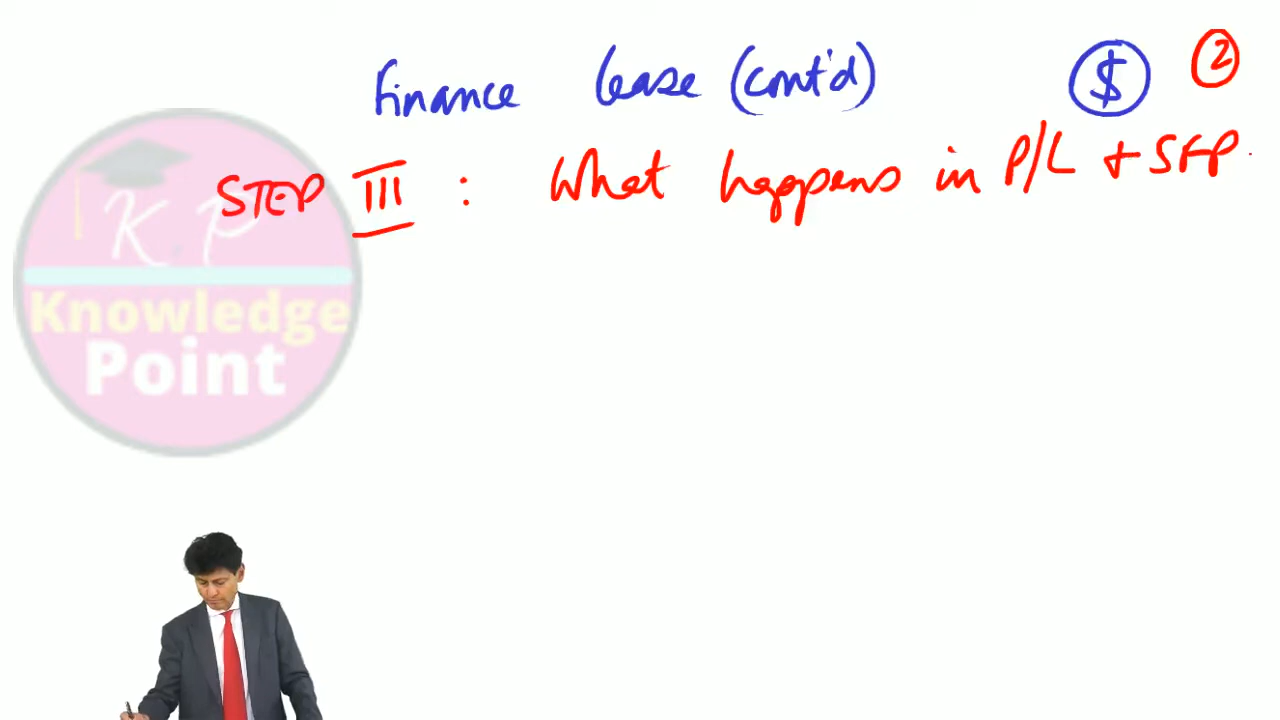 Finance lease (cont'd) $ 2
STEP III : What happens in P/L + SFP.
K.P
Knowledge
Point